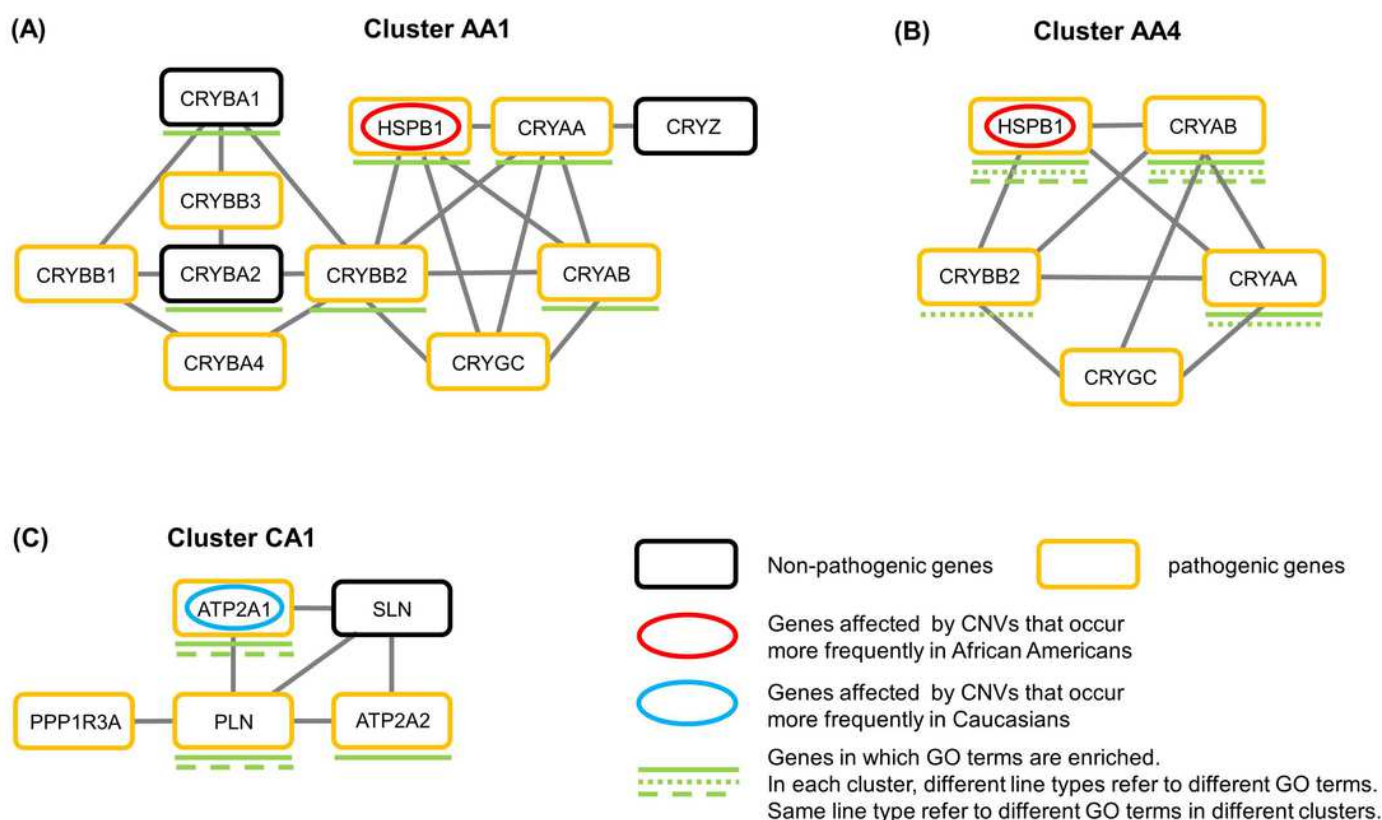 (A)
Cluster AA1
CRYBA1
HSPB1
CRYAA
CRYZ
CRYBB3
CRYBB1
CRYBA2
CRYBB2
CRYAB
CRYBA4
CRYGC
(B)
Cluster AA4
HSPB1
CRYAB
CRYBB2
CRYAA
CRYGC
(C)
Cluster CA1
ATP2A1
SLN
PPP1R3A
PLN
ATP2A2
Non-pathogenic genes
pathogenic genes
Genes affected by CNVs that occur
more frequently in African Americans
Genes affected by CNVs that occur
more frequently in Caucasians
Genes in which GO terms are enriched.
In each cluster, different line types refer to different GO terms.
Same line type refer to different GO terms in different clusters.